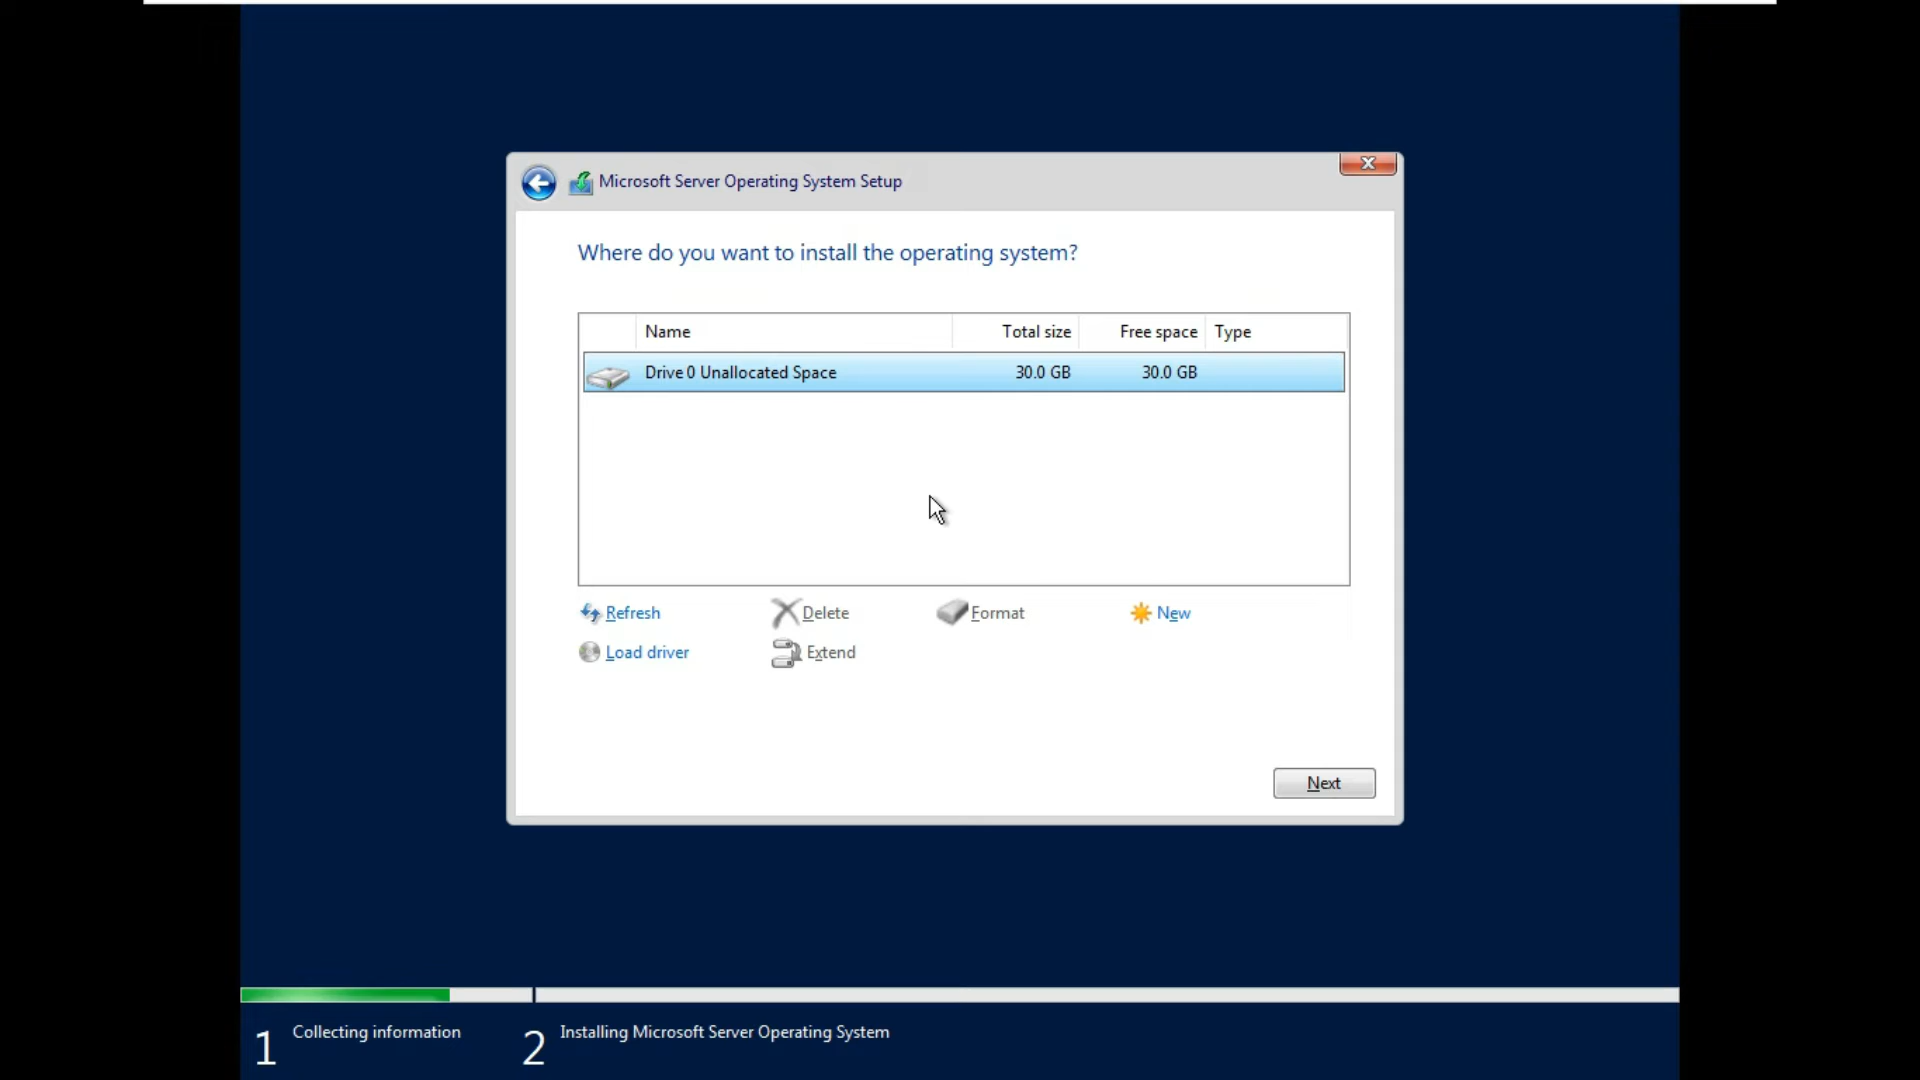 Microsoft Server Operating System Setup
Where do you want to install the operating system?
Name Total size Free space Type
Drive 0 Unallocated Space 30.0 GB 30.0 GB
Refresh Delete Format New
Load driver Extend
Next
1 Collecting information 2 Installing Microsoft Server Operating System